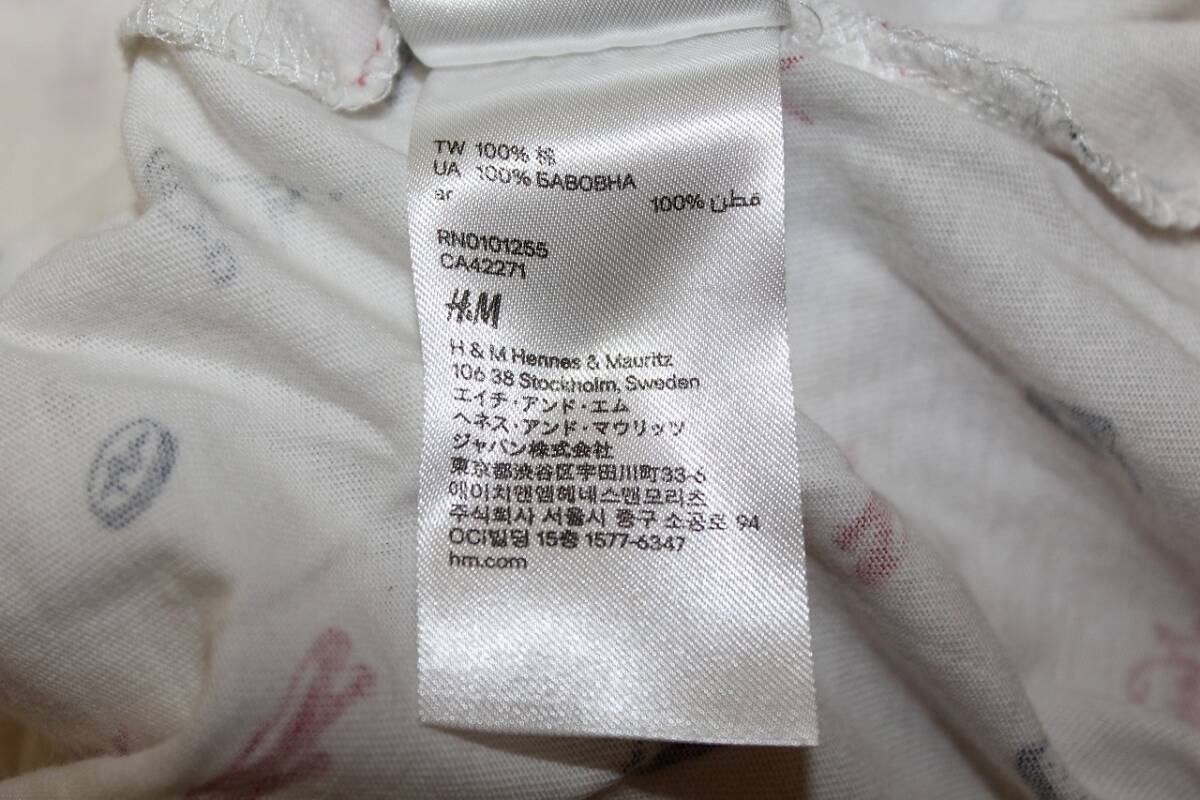 TW 100% 棉
UA 100% БАВОВНА
ar 100% قطن
RN0101255
CA42271
H&M
H & M Hennes & Mauritz
106 38 Stockholm, Sweden
エイチ・アンド・エム
ヘネス・アンド・マウリッツ
ジャパン株式会社
東京都渋谷区宇田川町33-6
에이치앤엠헤네스앤모리츠
주식회사 서울시 중구 소공로 94
OCI빌딩 15층 1577-6347
hm.com